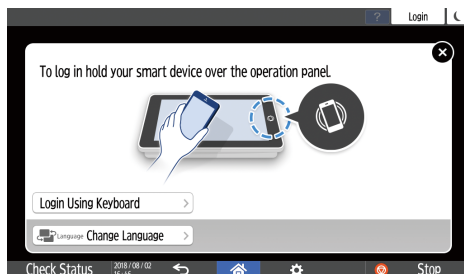 ? Login
To log in hold your smart device over the operation panel.
Login Using Keyboard
Language Change Language
Check Status 2018/08/02 Stop